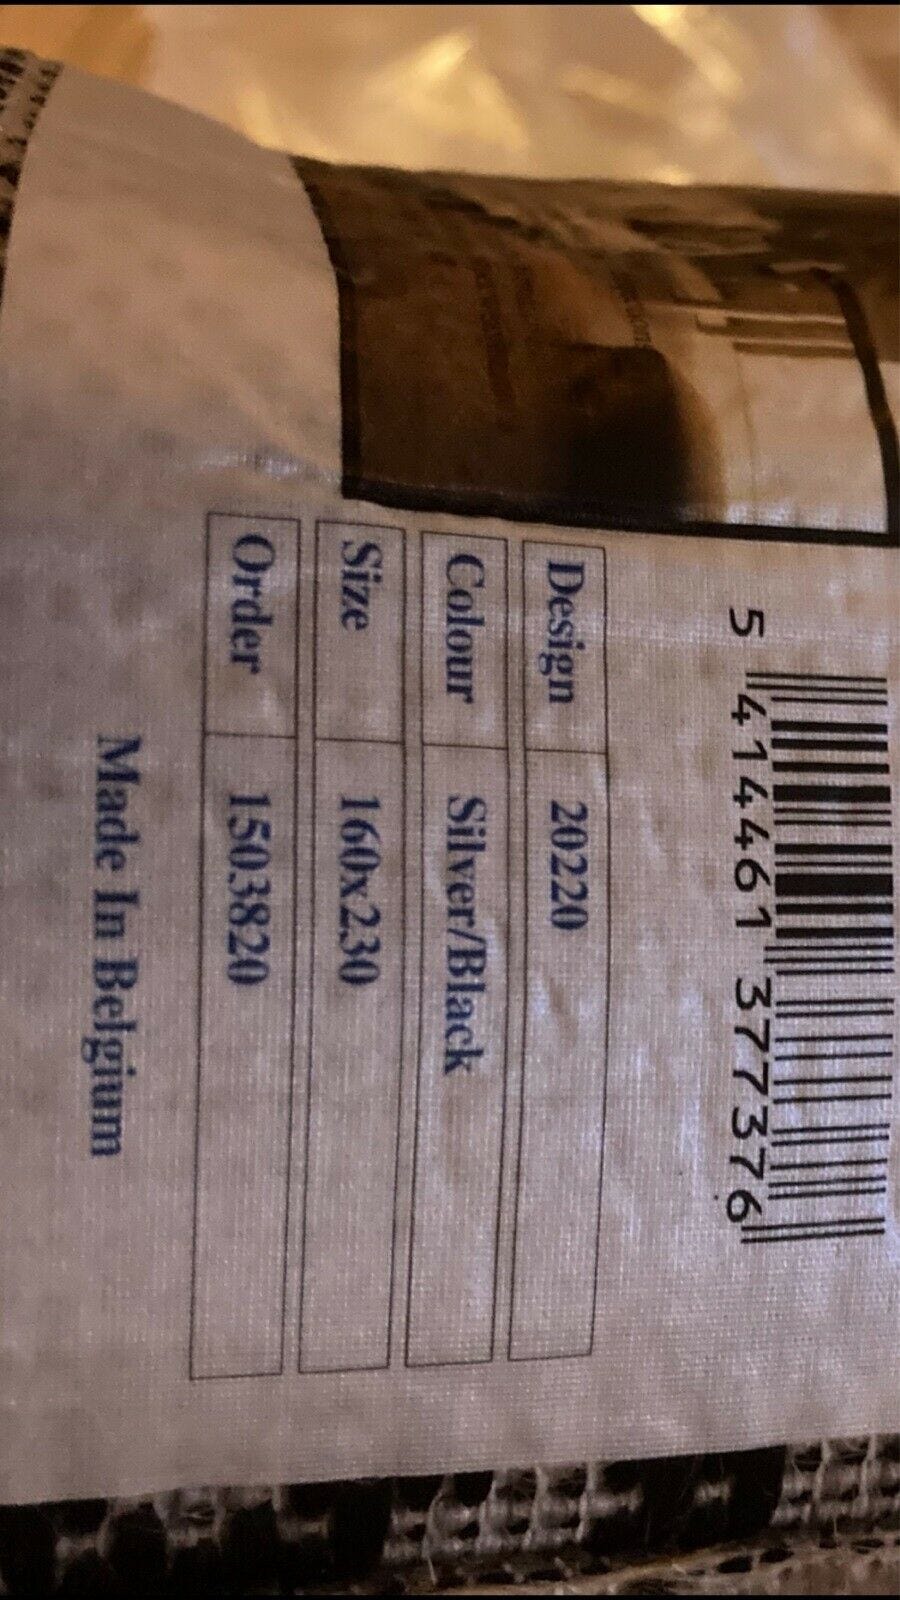 5 414461 377376
Design 20220
Colour Silver/Black
Size 160x230
Order 1503820
Made In Belgium